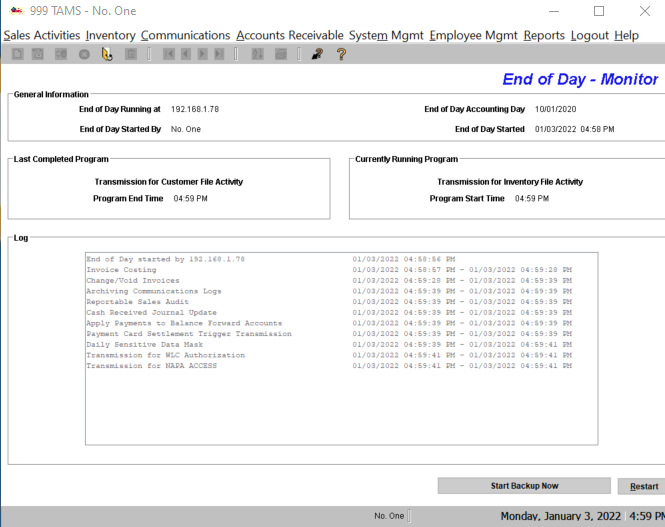 999 TAMS - No. One
Sales Activities Inventory Communications Accounts Receivable System Mgmt Employee Mgmt Reports Logout Help
End of Day - Monitor
General Information
End of Day Running at 192.168.1.78 End of Day Accounting Day 10/01/2020
End of Day Started By No. One End of Day Started 01/03/2022 04:58 PM
Last Completed Program Currently Running Program
Transmission for Customer File Activity Transmission for Inventory File Activity
Program End Time 04:59 PM Program Start Time 04:59 PM
Log
End of Day started by 192.168.1.78 01/03/2022 04:58:56 PM
Invoice Costing 01/03/2022 04:58:57 PM - 01/03/2022 04:59:28 PM
Change/Void Invoices 01/03/2022 04:59:28 PM - 01/03/2022 04:59:39 PM
Archiving Communications Logs 01/03/2022 04:59:39 PM - 01/03/2022 04:59:39 PM
Reportable Sales Audit 01/03/2022 04:59:39 PM - 01/03/2022 04:59:39 PM
Cash Received Journal Update 01/03/2022 04:59:39 PM - 01/03/2022 04:59:39 PM
Apply Payments to Balance Forward Accounts 01/03/2022 04:59:39 PM - 01/03/2022 04:59:39 PM
Payment Card Settlement Trigger Transmission 01/03/2022 04:59:39 PM - 01/03/2022 04:59:39 PM
Daily Sensitive Data Mask 01/03/2022 04:59:39 PM - 01/03/2022 04:59:41 PM
Transmission for WLC Authorization 01/03/2022 04:59:41 PM - 01/03/2022 04:59:41 PM
Transmission for NAPA ACCESS 01/03/2022 04:59:41 PM - 01/03/2022 04:59:41 PM
Start Backup Now Restart
No. One Monday, January 3, 2022 4:59 PM